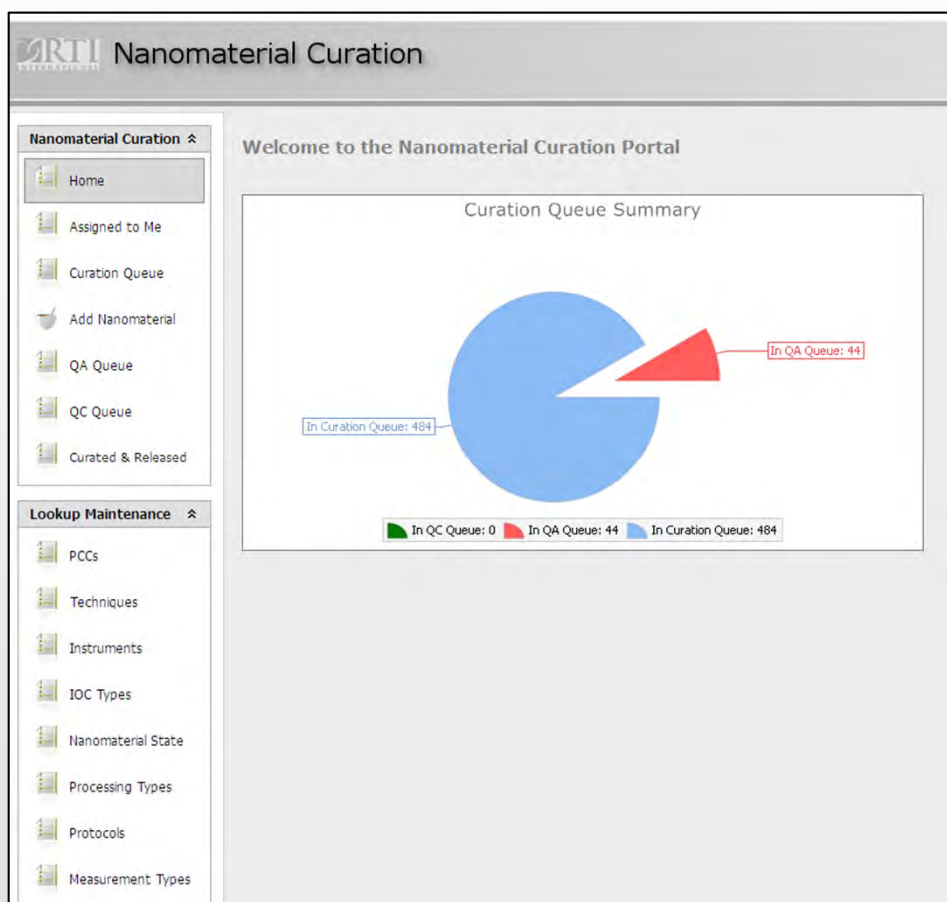 RTI
INTERNATIONAL
Nanomaterial Curation
Nanomaterial Curation
Home
Assigned to Me
Curation Queue
Add Nanomaterial
QA Queue
QC Queue
Curated & Released
Lookup Maintenance
PCCs
Techniques
Instruments
IOC Types
Nanomaterial State
Processing Types
Protocols
Measurement Types
Welcome to the Nanomaterial Curation Portal
Curation Queue Summary
In QA Queue: 44
In Curation Queue: 484
In QC Queue: 0 In QA Queue: 44 In Curation Queue: 484